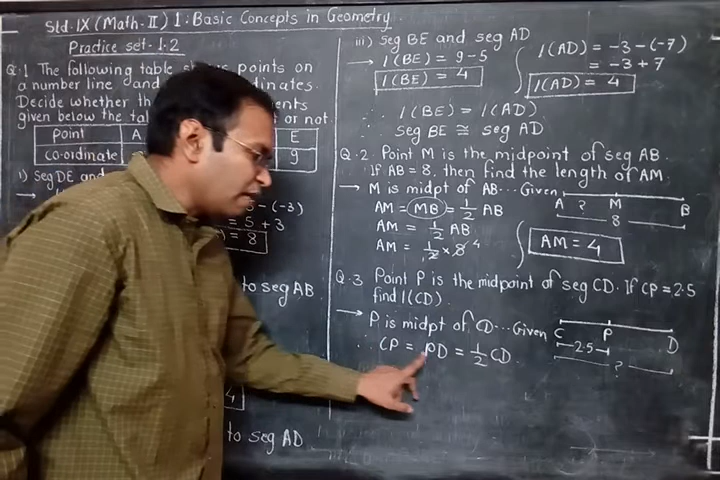 Std. IX (Math-II) 1. Basic Concepts in Geometry
Practice set-1.2
Q.1 The following table points on
a number line and dinates.
Decide whether th ments
given below the ta or not.
Point A E
co-ordinate 9
i) Seg DE and
- (-3)
= 5 + 3
= 8
to seg AB
4
to seg AD
iii) Seg BE and seg AD
→ l(BE) = 9 - 5
l(BE) = 4
l(AD) = -3 - (-7)
= -3 + 7
l(AD) = 4
∴ l(BE) = l(AD)
seg BE ≅ seg AD
Q.2. Point M is the midpoint of seg AB.
If AB = 8, then find the length of AM.
→ M is midpt of AB... Given
A ? M B
8
AM = MB = 1/2 AB
AM = 1/2 AB
AM = 1/2 × 8 4
AM = 4
Q.3 Point P is the midpoint of seg CD. If CP = 2.5
find l(CD).
→ P is midpt of CD... Given
C P D
2.5
?
∴ CP = PD = 1/2 CD.